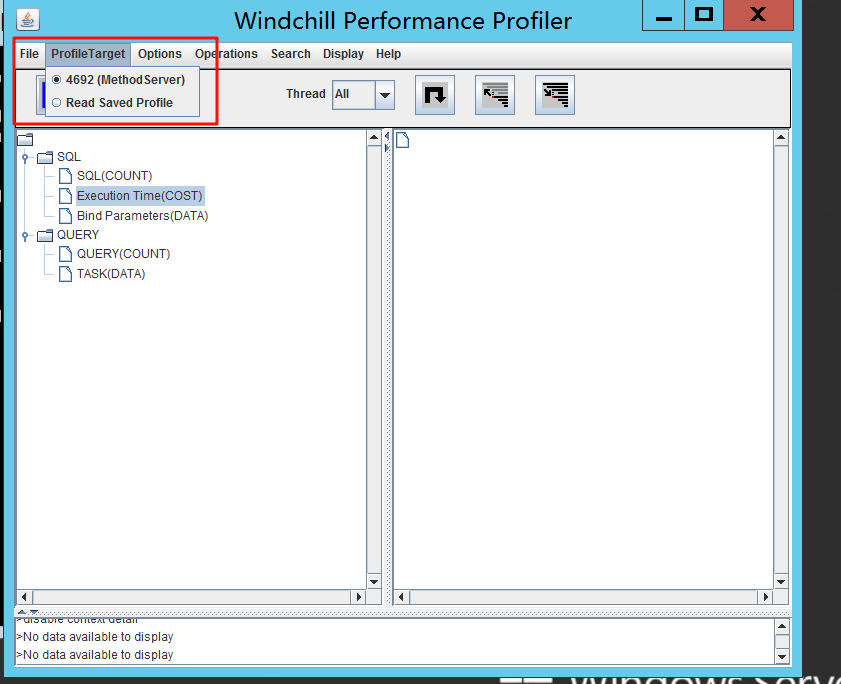 Windchill Performance Profiler
File ProfileTarget Options Operations Search Display Help
4692 (MethodServer)
Read Saved Profile
Thread All
SQL
SQL(COUNT)
Execution Time(COST)
Bind Parameters(DATA)
QUERY
QUERY(COUNT)
TASK(DATA)
>disable context detail
>No data available to display
>No data available to display
Windows Serve